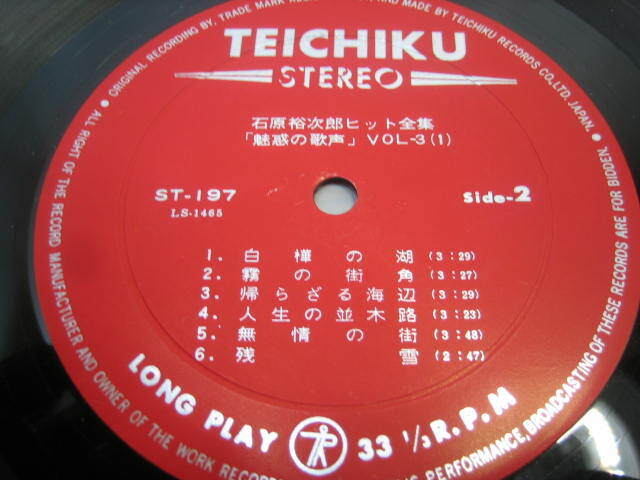 ORIGINAL RECORDING BY. TRADE MARK
AND MADE BY TEICHIKU RECORDS CO., LTD. JAPAN.
TEICHIKU
STEREO
石原裕次郎ヒット全集
「魅惑の歌声」VOL-3(1)
ST-197
Side-2
LS-1465
1. 白樺の湖 (3:29)
2. 霧の街角 (3:27)
3. 帰らざる海辺 (3:29)
4. 人生の並木路 (3:23)
5. 無情の街 (3:48)
6. 残雪 (2:47)
LONG PLAY 33 1/3 R.P.M
ALL RIGHT OF THE RECORD MANUFACTURER AND OWNER OF THE WORK
PERFORMANCE, BROADCASTING OF THESE RECORDS ARE FOR BIDDEN.